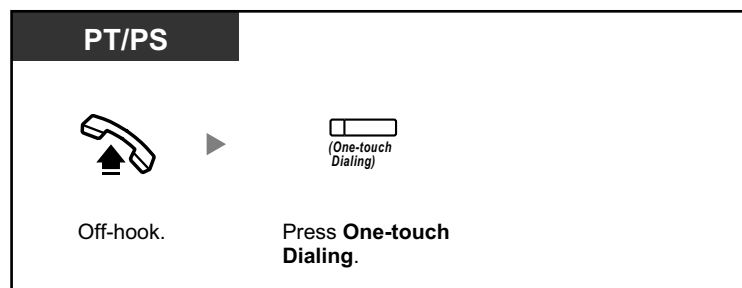 PT/PS
(One-touch
Dialing)
Off-hook.
Press One-touch
Dialing.